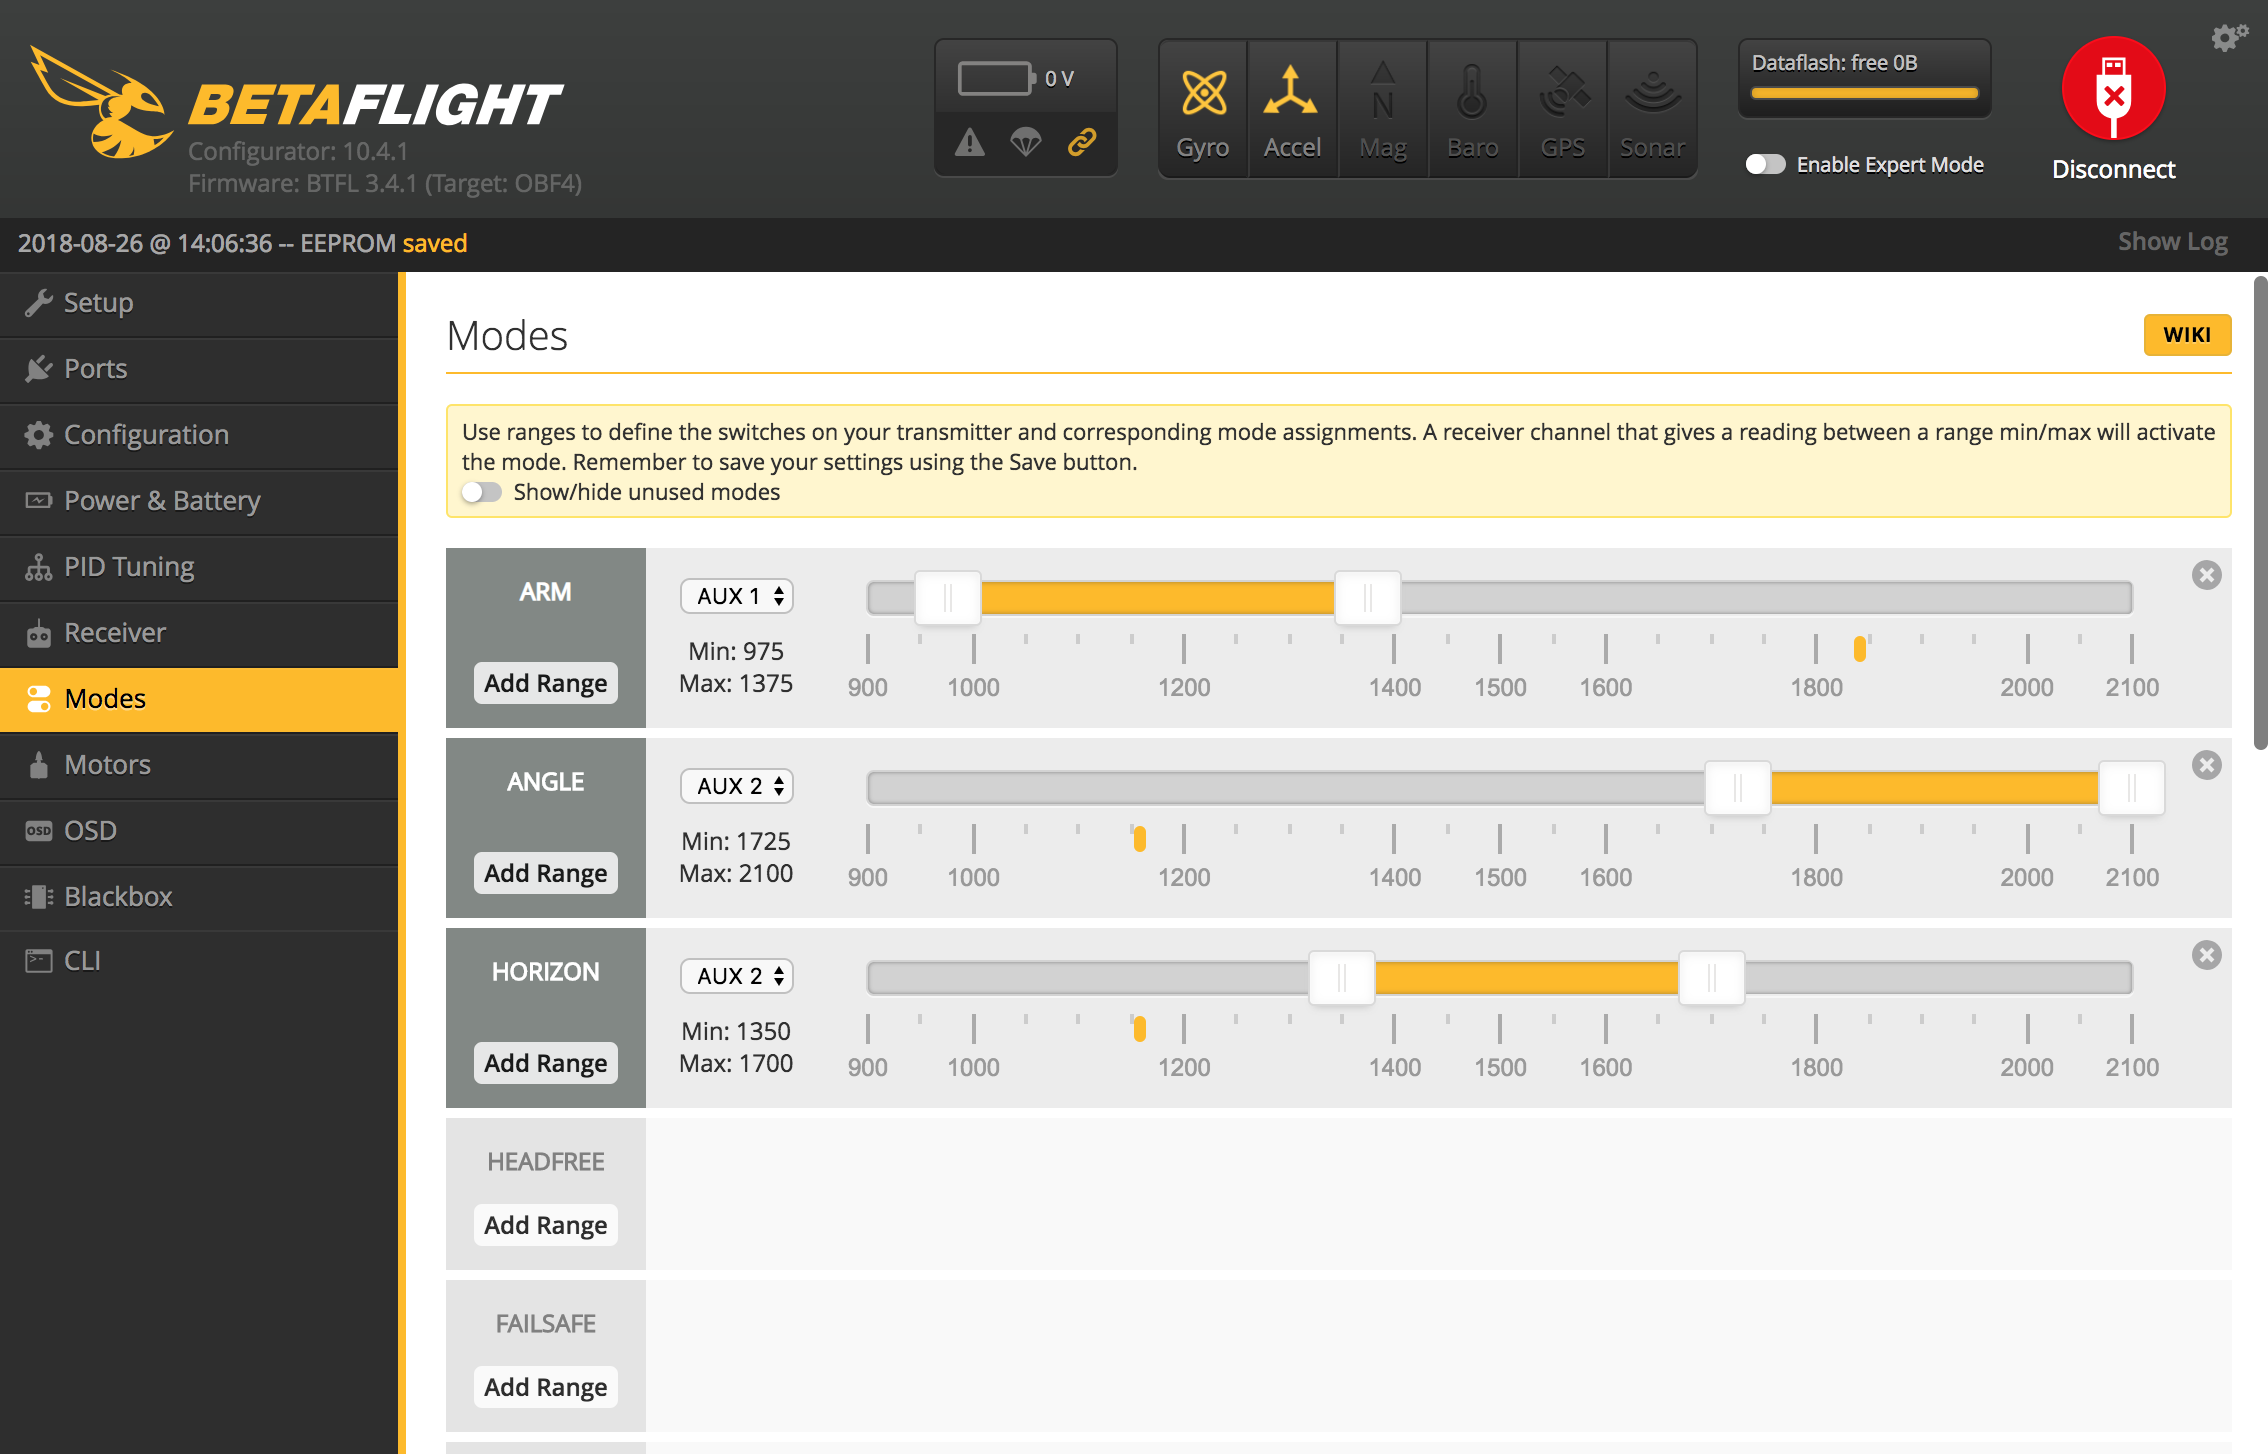 BETAFLIGHT
Configurator: 10.4.1
Firmware: BTFL 3.4.1 (Target: OBF4)
0 V
N
Gyro Accel Mag Baro GPS Sonar
Dataflash: free 0B
Enable Expert Mode
Disconnect
2018-08-26 @ 14:06:36 -- EEPROM saved
Show Log
Setup
Ports
Configuration
Power & Battery
PID Tuning
Receiver
Modes
Motors
OSD OSD
Blackbox
CLI
Modes
WIKI
Use ranges to define the switches on your transmitter and corresponding mode assignments. A receiver channel that gives a reading between a range min/max will activate
the mode. Remember to save your settings using the Save button.
Show/hide unused modes
ARM
Add Range
AUX 1
Min: 975
Max: 1375
900 1000 1200 1400 1500 1600 1800 2000 2100
ANGLE
Add Range
AUX 2
Min: 1725
Max: 2100
900 1000 1200 1400 1500 1600 1800 2000 2100
HORIZON
Add Range
AUX 2
Min: 1350
Max: 1700
900 1000 1200 1400 1500 1600 1800 2000 2100
HEADFREE
Add Range
FAILSAFE
Add Range